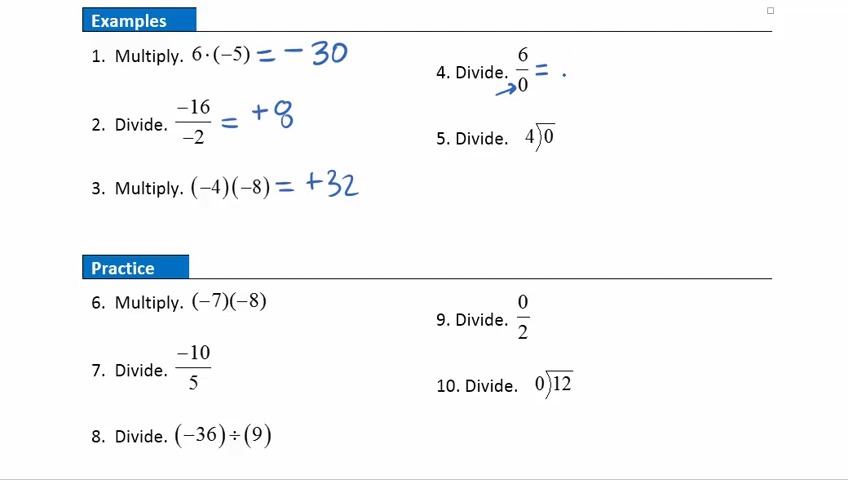 Examples
1. Multiply. 6·(−5) = −30
2. Divide. −16/−2 = +8
3. Multiply. (−4)(−8) = +32
4. Divide. 6/0 = .
5. Divide. 4)0
Practice
6. Multiply. (−7)(−8)
7. Divide. −10/5
8. Divide. (−36)÷(9)
9. Divide. 0/2
10. Divide. 0)12